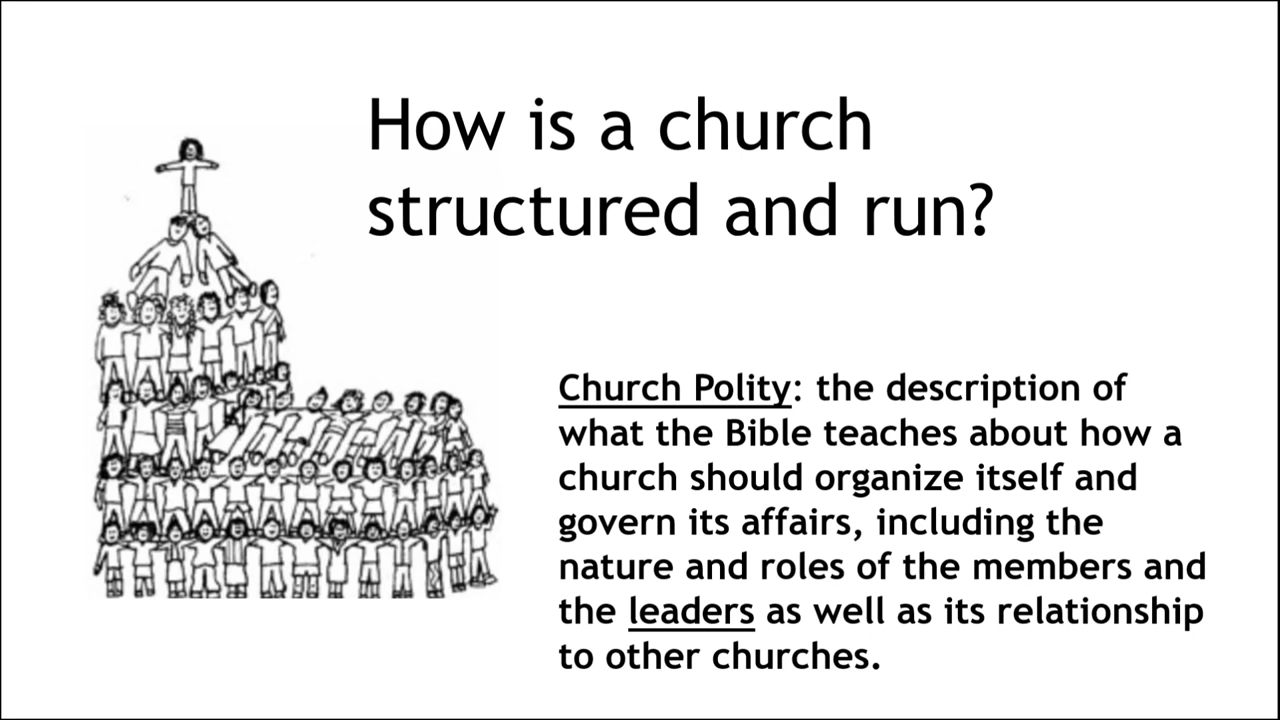 How is a church
structured and run?
Church Polity: the description of
what the Bible teaches about how a
church should organize itself and
govern its affairs, including the
nature and roles of the members and
the leaders as well as its relationship
to other churches.